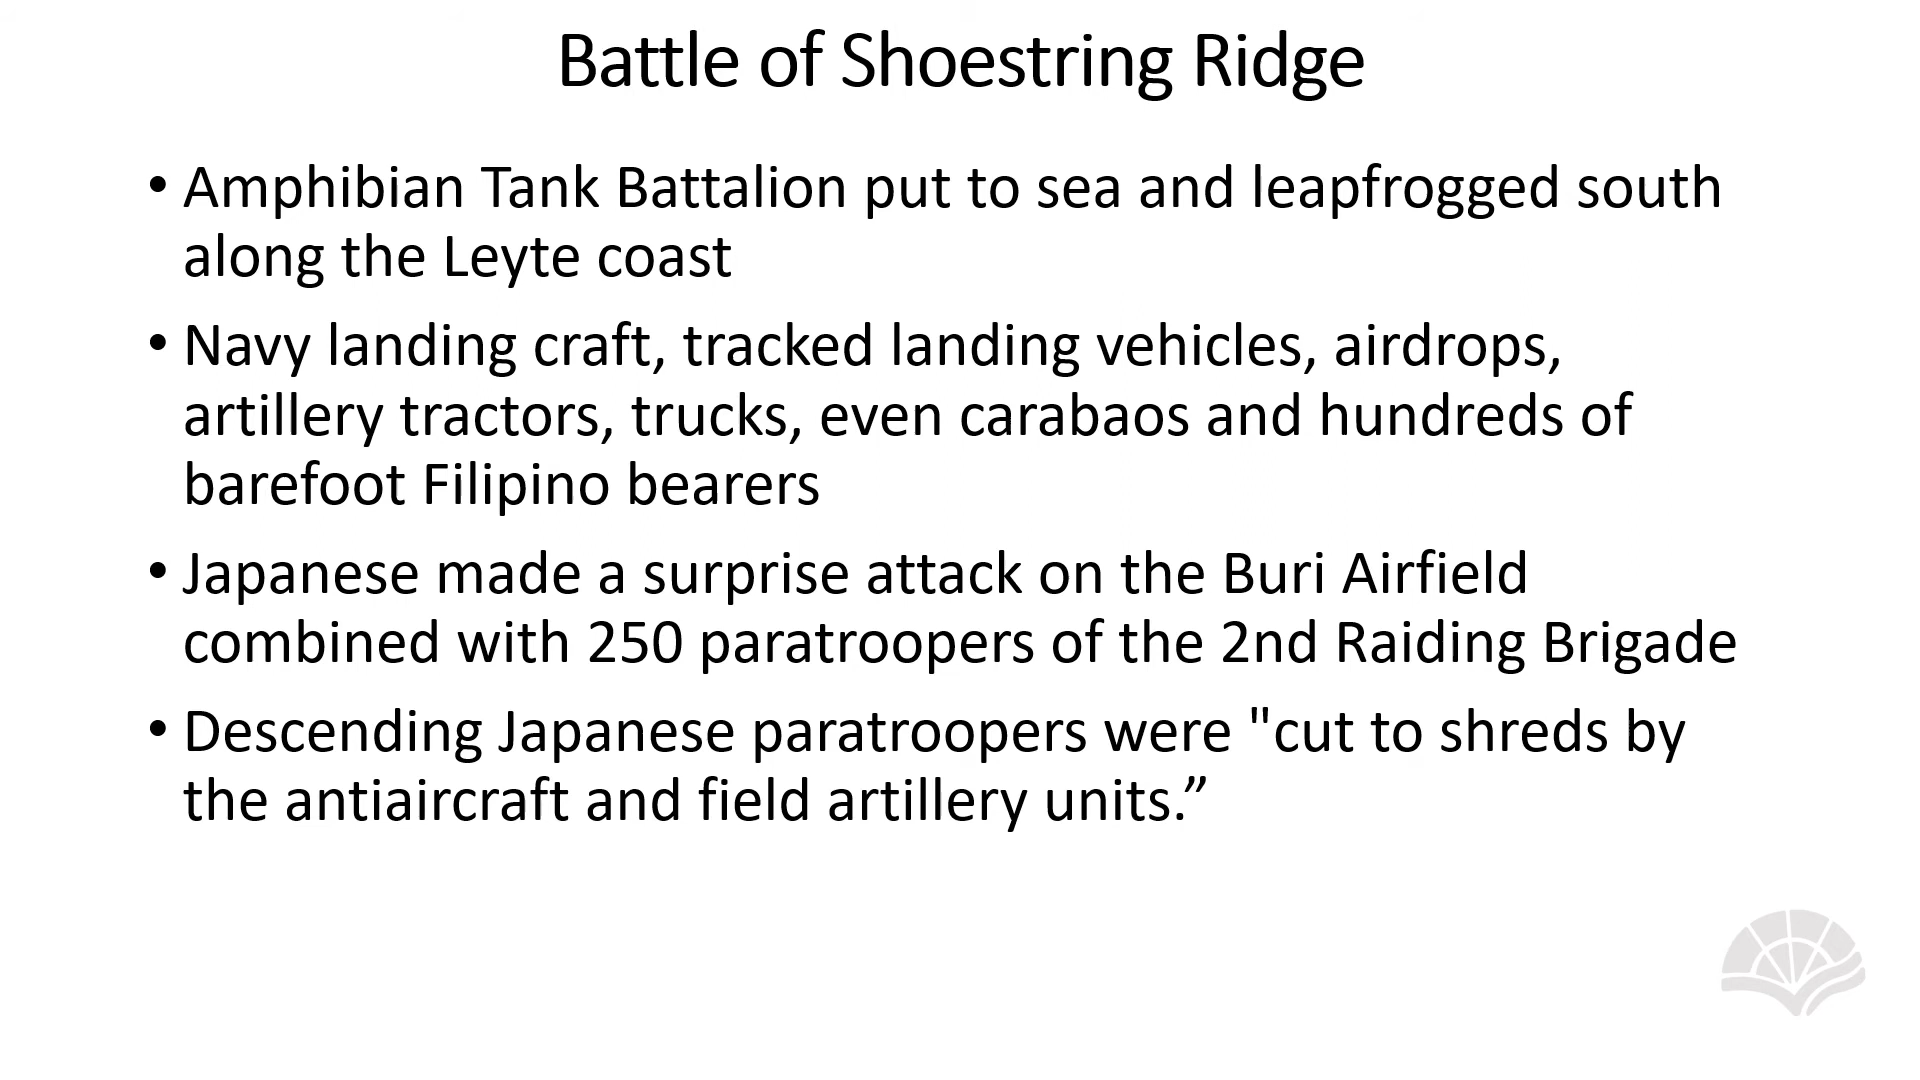 Battle of Shoestring Ridge
• Amphibian Tank Battalion put to sea and leapfrogged south
along the Leyte coast
• Navy landing craft, tracked landing vehicles, airdrops,
artillery tractors, trucks, even carabaos and hundreds of
barefoot Filipino bearers
• Japanese made a surprise attack on the Buri Airfield
combined with 250 paratroopers of the 2nd Raiding Brigade
• Descending Japanese paratroopers were "cut to shreds by
the antiaircraft and field artillery units.”